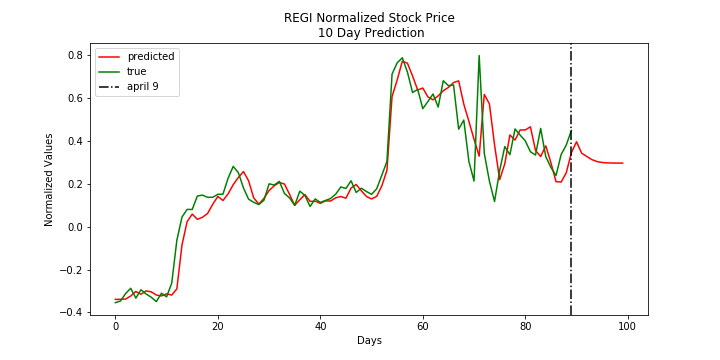 REGI Normalized Stock Price
10 Day Prediction
predicted
true
april 9
Normalized Values
0.8
0.6
0.4
0.2
0.0
−0.2
−0.4
0
20
40
60
80
100
Days